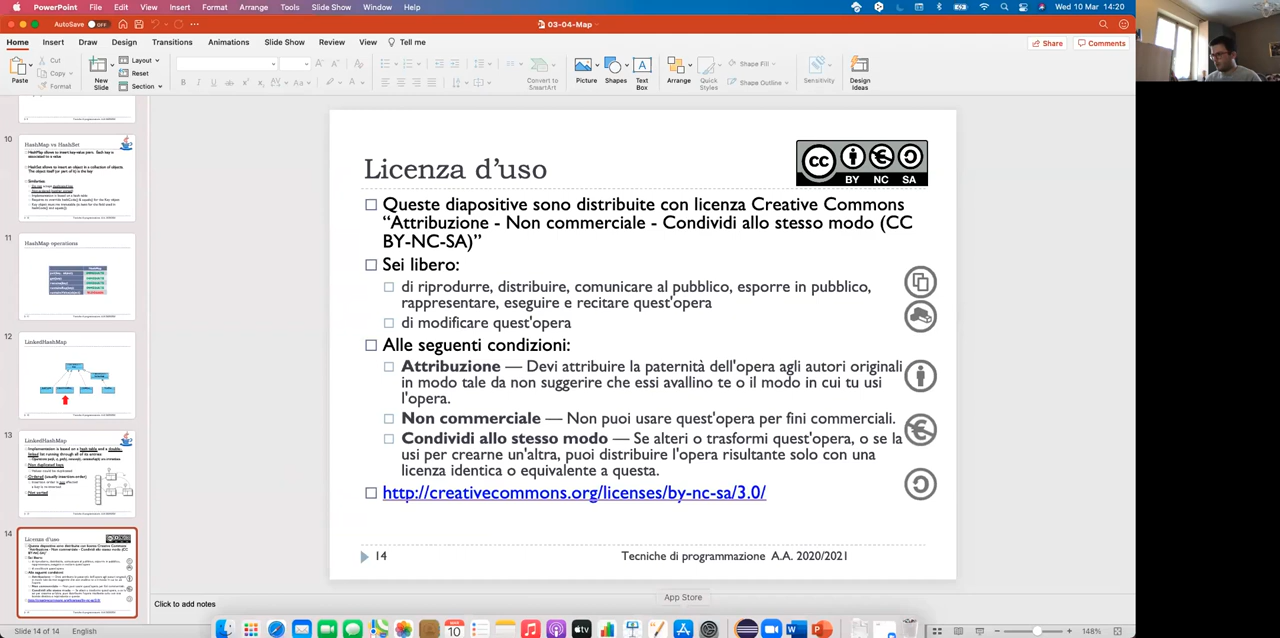 PowerPoint File Edit View Insert Format Arrange Tools Slide Show Window Help Wed 10 Mar 14:20
AutoSave OFF 03-04-Map
Home Insert Draw Design Transitions Animations Slide Show Review View Tell me Share Comments
Paste Cut Copy Format New Slide Layout Reset Section Convert to SmartArt Picture Shapes Text Box Arrange Quick Styles Shape Fill Shape Outline Sensitivity Design Ideas
10
HashMap vs HashSet
11
HashMap operations
12
LinkedHashMap
13
LinkedHashMap
14
Licenza d'uso
Licenza d'uso
CC BY NC SA
Queste diapositive sono distribuite con licenza Creative Commons
“Attribuzione - Non commerciale - Condividi allo stesso modo (CC
BY-NC-SA)”
Sei libero:
di riprodurre, distribuire, comunicare al pubblico, esporre in pubblico,
rappresentare, eseguire e recitare quest'opera
di modificare quest'opera
Alle seguenti condizioni:
Attribuzione — Devi attribuire la paternità dell'opera agli autori originali
in modo tale da non suggerire che essi avallino te o il modo in cui tu usi
l'opera.
Non commerciale — Non puoi usare quest'opera per fini commerciali.
Condividi allo stesso modo — Se alteri o trasformi quest'opera, o se la
usi per crearne un'altra, puoi distribuire l'opera risultante solo con una
licenza identica o equivalente a questa.
http://creativecommons.org/licenses/by-nc-sa/3.0/
14 Tecniche di programmazione A.A. 2020/2021
Click to add notes
App Store
Slide 14 of 14 English 148%